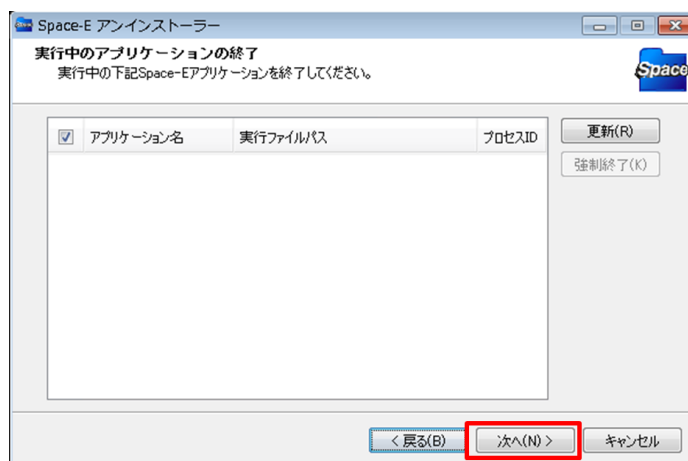 Space-E アンインストーラー
実行中のアプリケーションの終了
実行中の下記Space-Eアプリケーションを終了してください。
Space
アプリケーション名 実行ファイルパス プロセスID
更新(R)
強制終了(K)
< 戻る(B) 次へ(N) > キャンセル